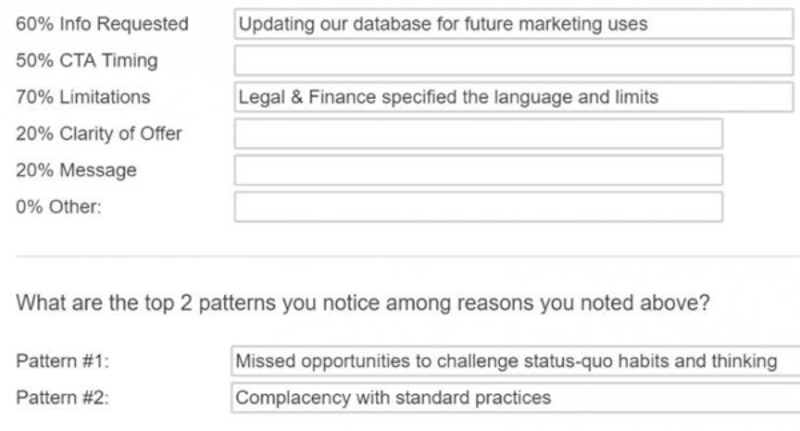 60% Info Requested Updating our database for future marketing uses
50% CTA Timing
70% Limitations Legal & Finance specified the language and limits
20% Clarity of Offer
20% Message
0% Other:
What are the top 2 patterns you notice among reasons you noted above?
Pattern #1: Missed opportunities to challenge status-quo habits and thinking
Pattern #2: Complacency with standard practices